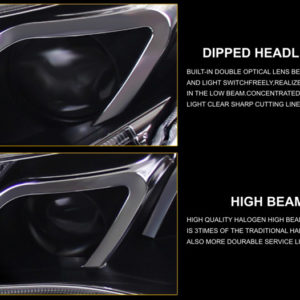 DIPPED HEADL
BUILT-IN DOUBLE OPTICAL LENS BE
AND LIGHT SWITCHFREELY.REALIZE
IN THE LOW BEAM.CONCENTRATED
LIGHT CLEAR SHARP CUTTING LINE
HIGH BEAM
HIGH QUALITY HALOGEN HIGH BEAM
IS 3TIMES OF THE TRADITIONAL HAL
ALSO MORE DOURABLE SERVICE LI